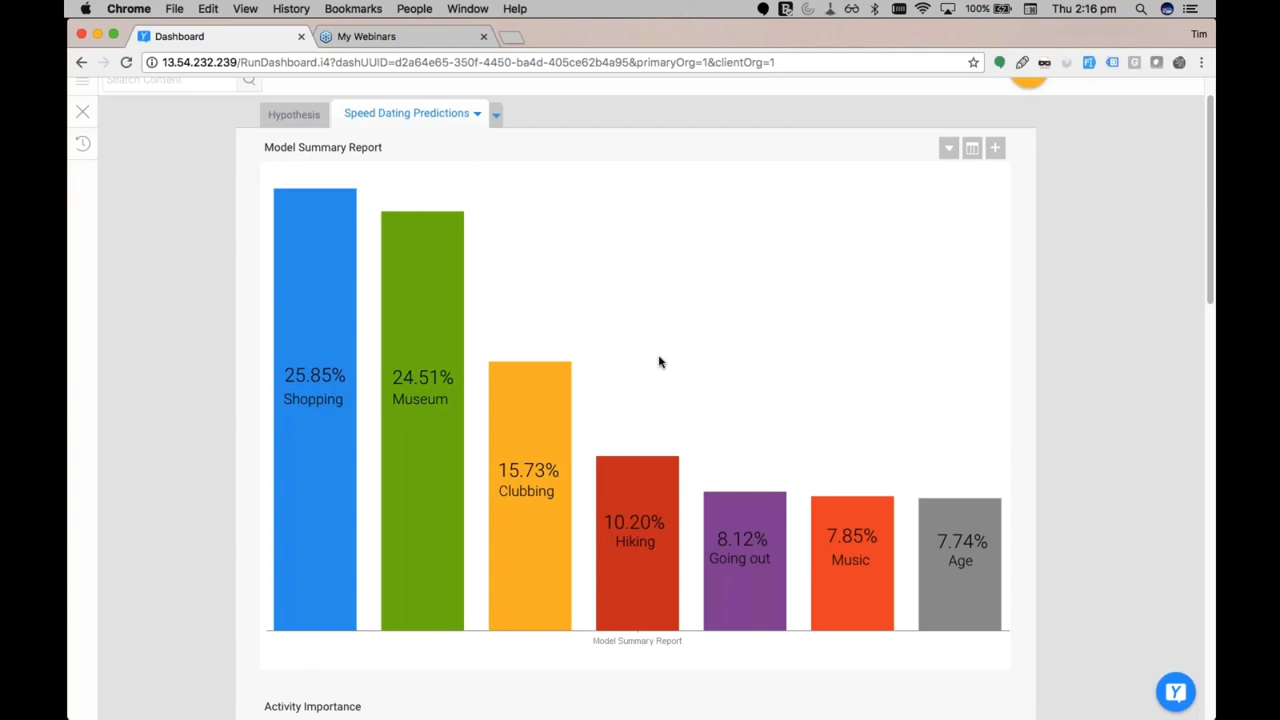 Chrome File Edit View History Bookmarks People Window Help 100% Thu 2:16 pm
Dashboard My Webinars Tim
13.54.232.239/RunDashboard.i4?dashUUID=d2a64e65-350f-4450-ba4d-405ce62b4a95&primaryOrg=1&clientOrg=1
Search Content
Hypothesis Speed Dating Predictions
Model Summary Report
25.85%
Shopping
24.51%
Museum
15.73%
Clubbing
10.20%
Hiking
8.12%
Going out
7.85%
Music
7.74%
Age
Model Summary Report
Activity Importance